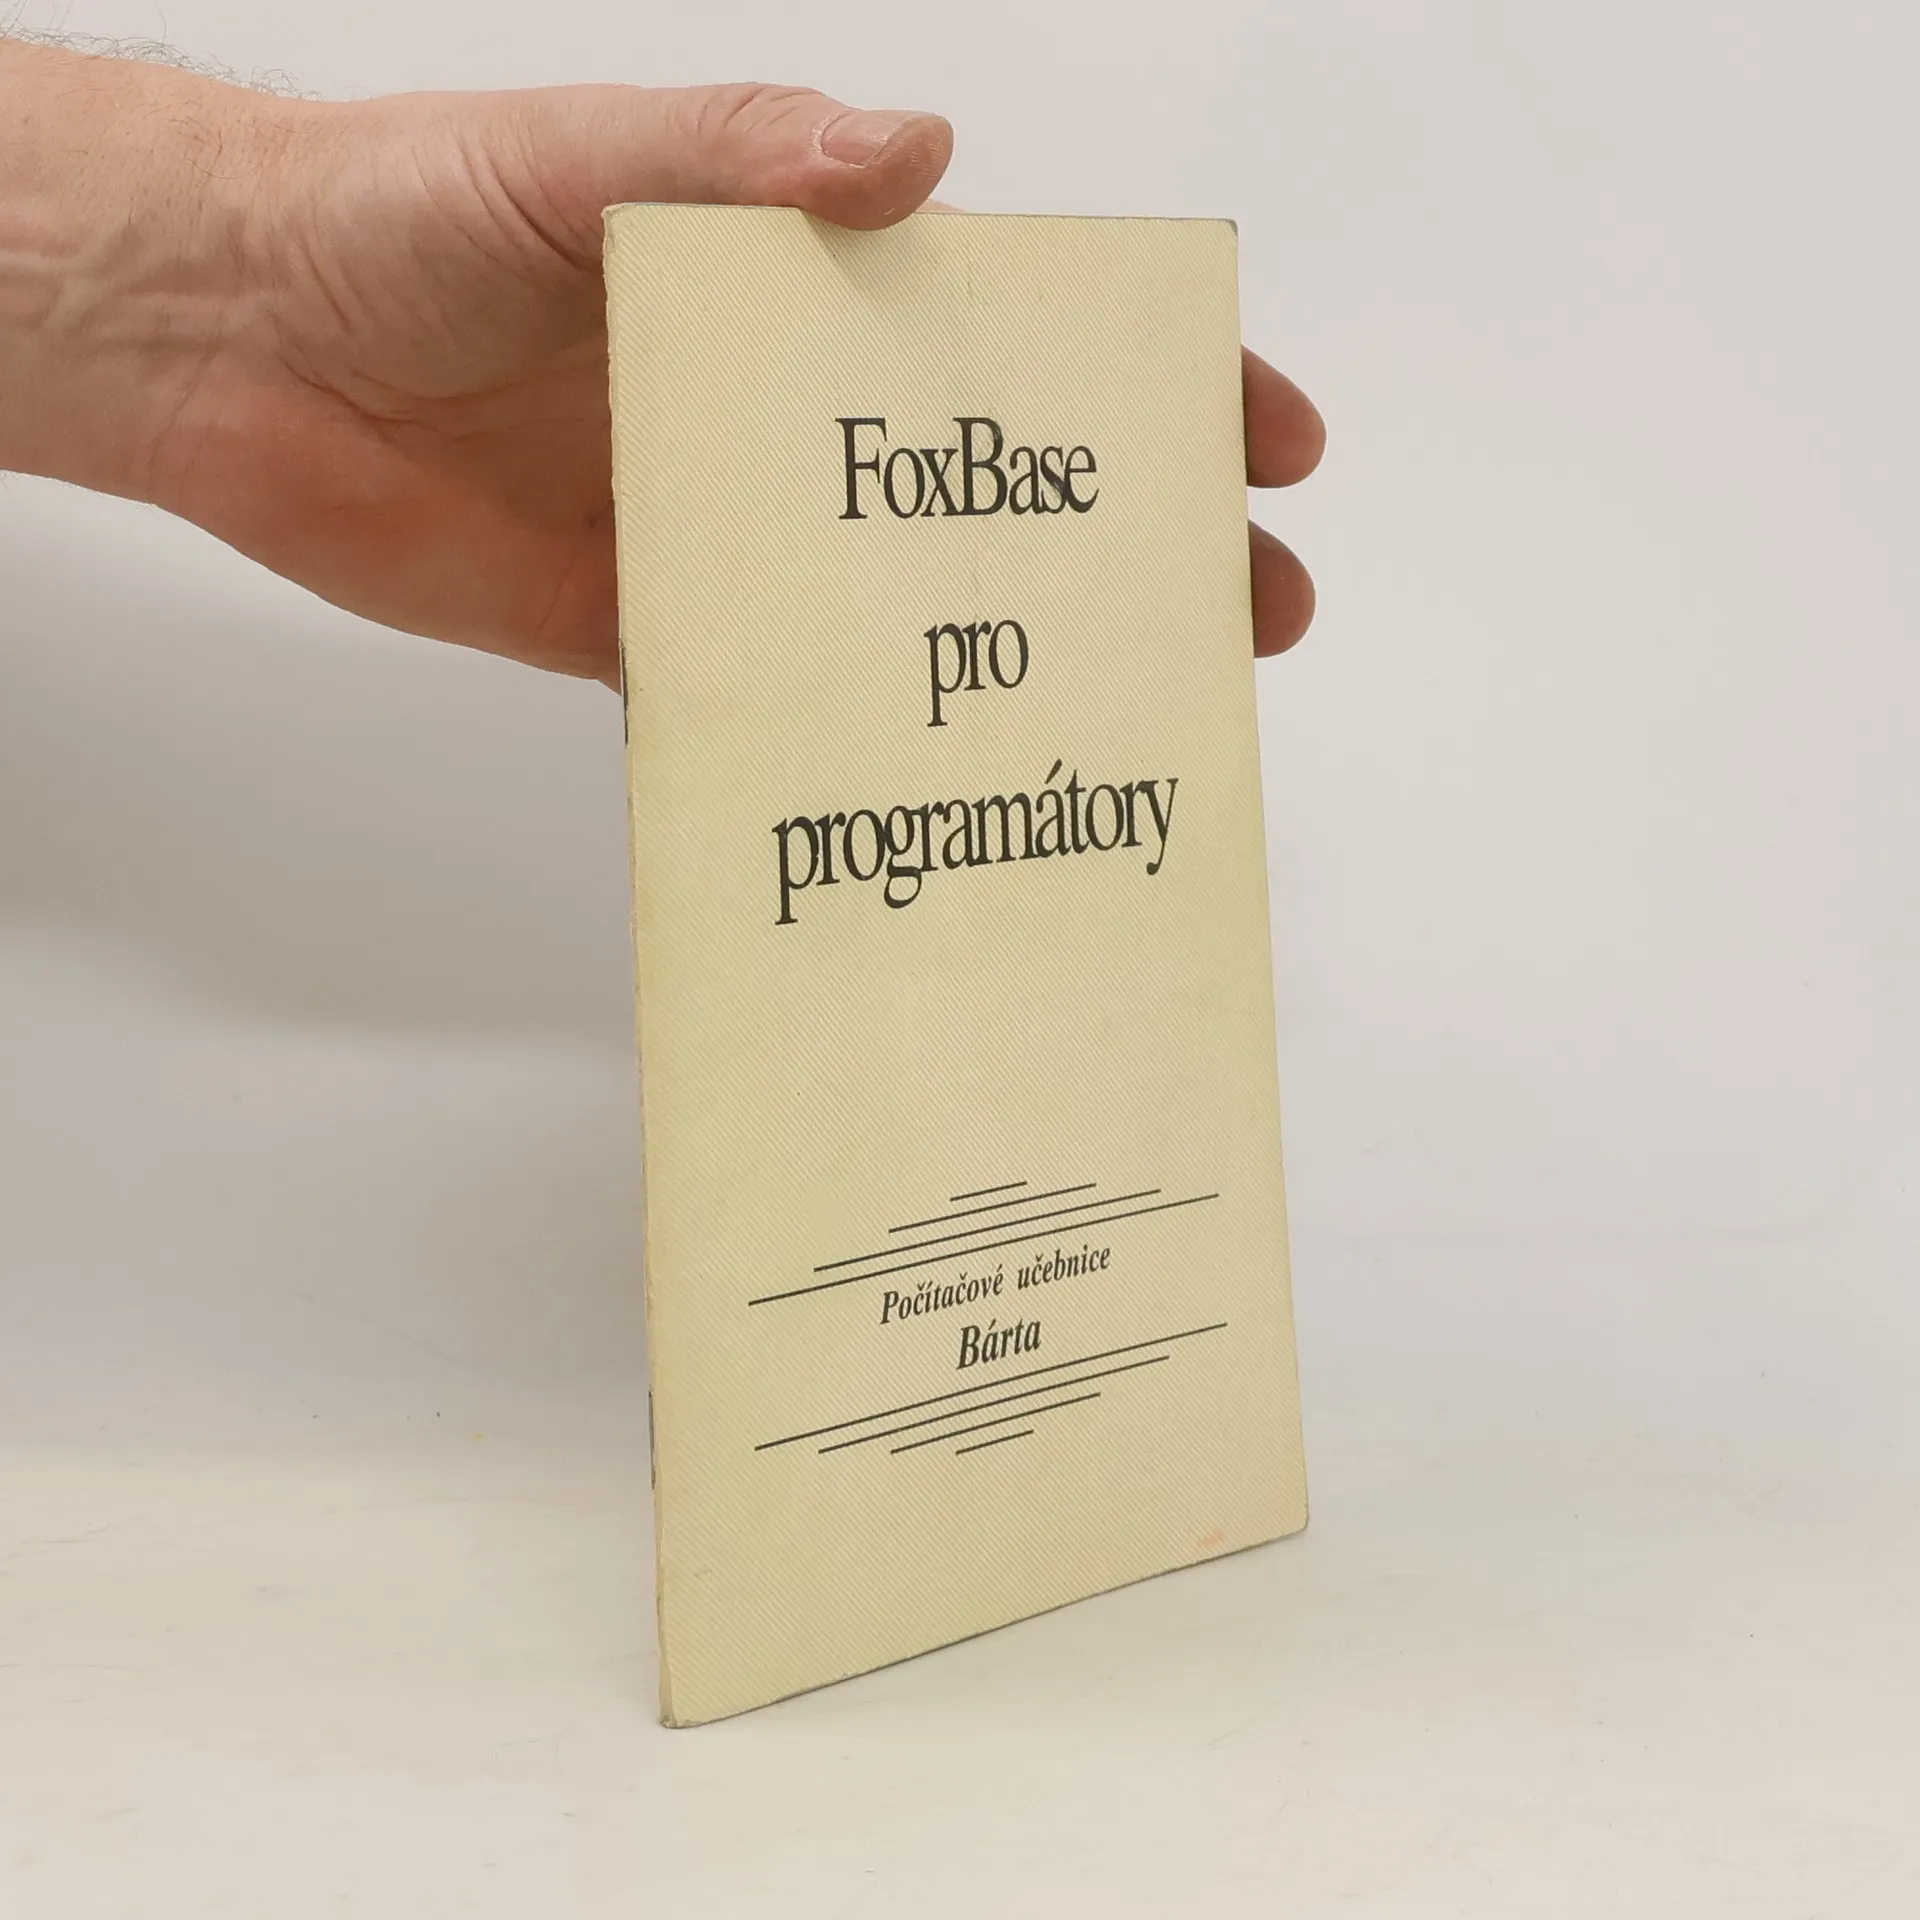 FoxBase
pro
programátory
Počítačové učebnice
Bárta